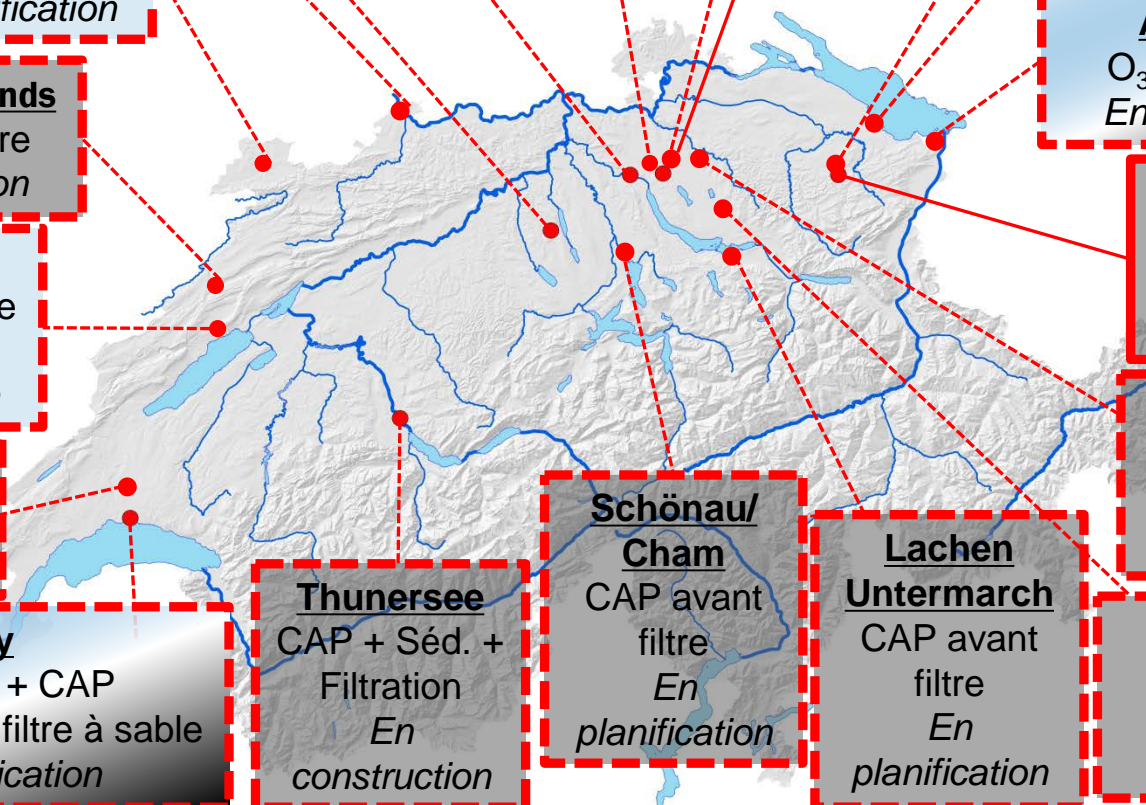 fication
nds
re
on
e
A
O₃
En
y
+ CAP
filtre à sable
ication
Thunersee
CAP + Séd. +
Filtration
En
construction
Schönau/
Cham
CAP avant
filtre
En
planification
Lachen
Untermarch
CAP avant
filtre
En
planification